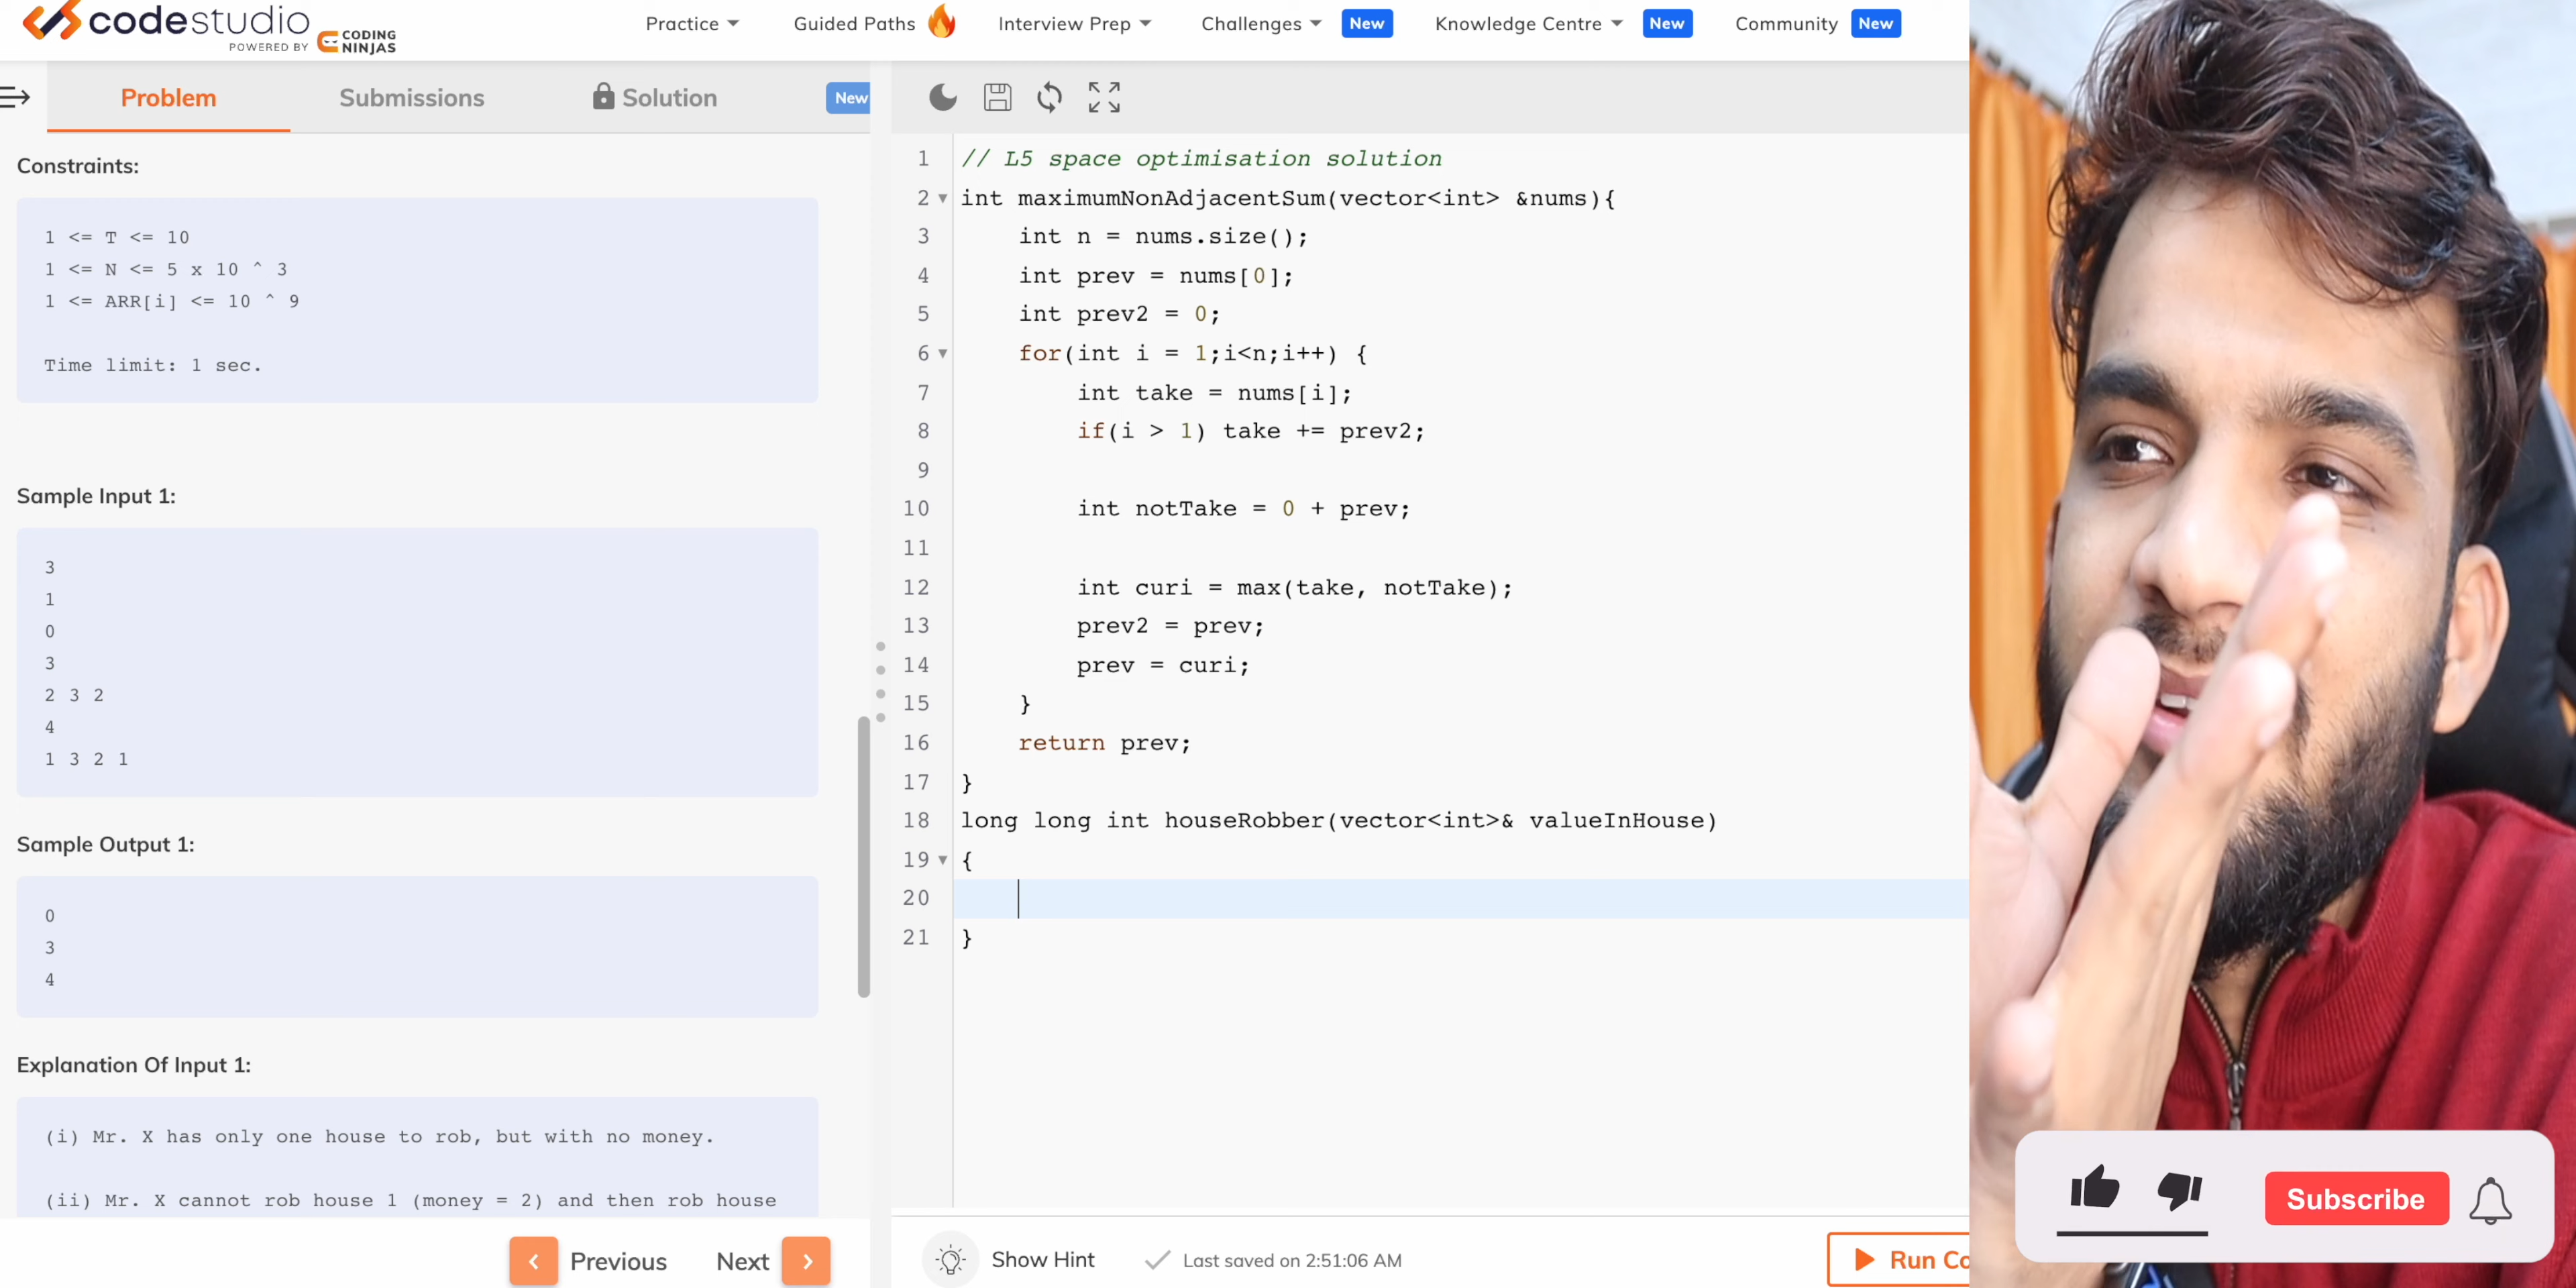 codestudio
POWERED BY CODING NINJAS
Practice
Guided Paths
Interview Prep
Challenges
New
Knowledge Centre
New
Community
New
Problem
Submissions
Solution
New
Constraints:
1 <= T <= 10
1 <= N <= 5 x 10 ^ 3
1 <= ARR[i] <= 10 ^ 9
Time limit: 1 sec.
Sample Input 1:
3
1
0
3
2 3 2
4
1 3 2 1
Sample Output 1:
0
3
4
Explanation Of Input 1:
(i) Mr. X has only one house to rob, but with no money.
(ii) Mr. X cannot rob house 1 (money = 2) and then rob house
Previous
Next
1 // L5 space optimisation solution
2 int maximumNonAdjacentSum(vector<int> &nums){
3 int n = nums.size();
4 int prev = nums[0];
5 int prev2 = 0;
6 for(int i = 1;i<n;i++) {
7 int take = nums[i];
8 if(i > 1) take += prev2;
9
10 int notTake = 0 + prev;
11
12 int curi = max(take, notTake);
13 prev2 = prev;
14 prev = curi;
15 }
16 return prev;
17 }
18 long long int houseRobber(vector<int>& valueInHouse)
19 {
20
21 }
Show Hint
Last saved on 2:51:06 AM
Run Co
Subscribe